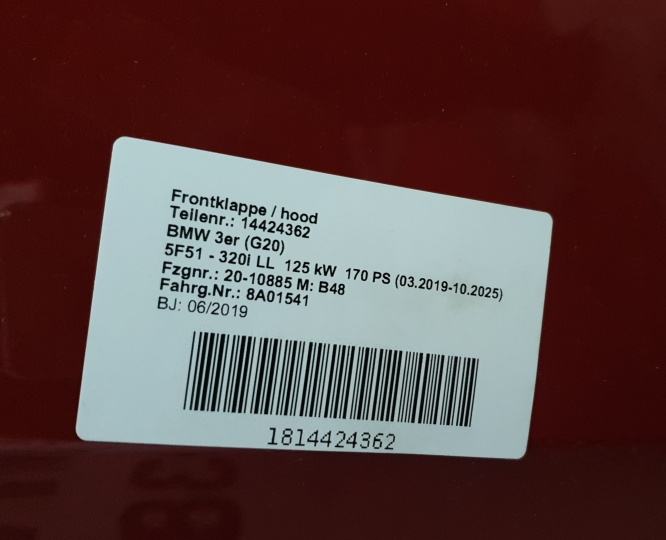 Frontklappe / hood
Teilenr.: 14424362
BMW 3er (G20)
5F51 - 320i LL 125 kW 170 PS (03.2019-10.2025)
Fzgnr.: 20-10885 M: B48
Fahrg.Nr.: 8A01541
BJ: 06/2019
1814424362